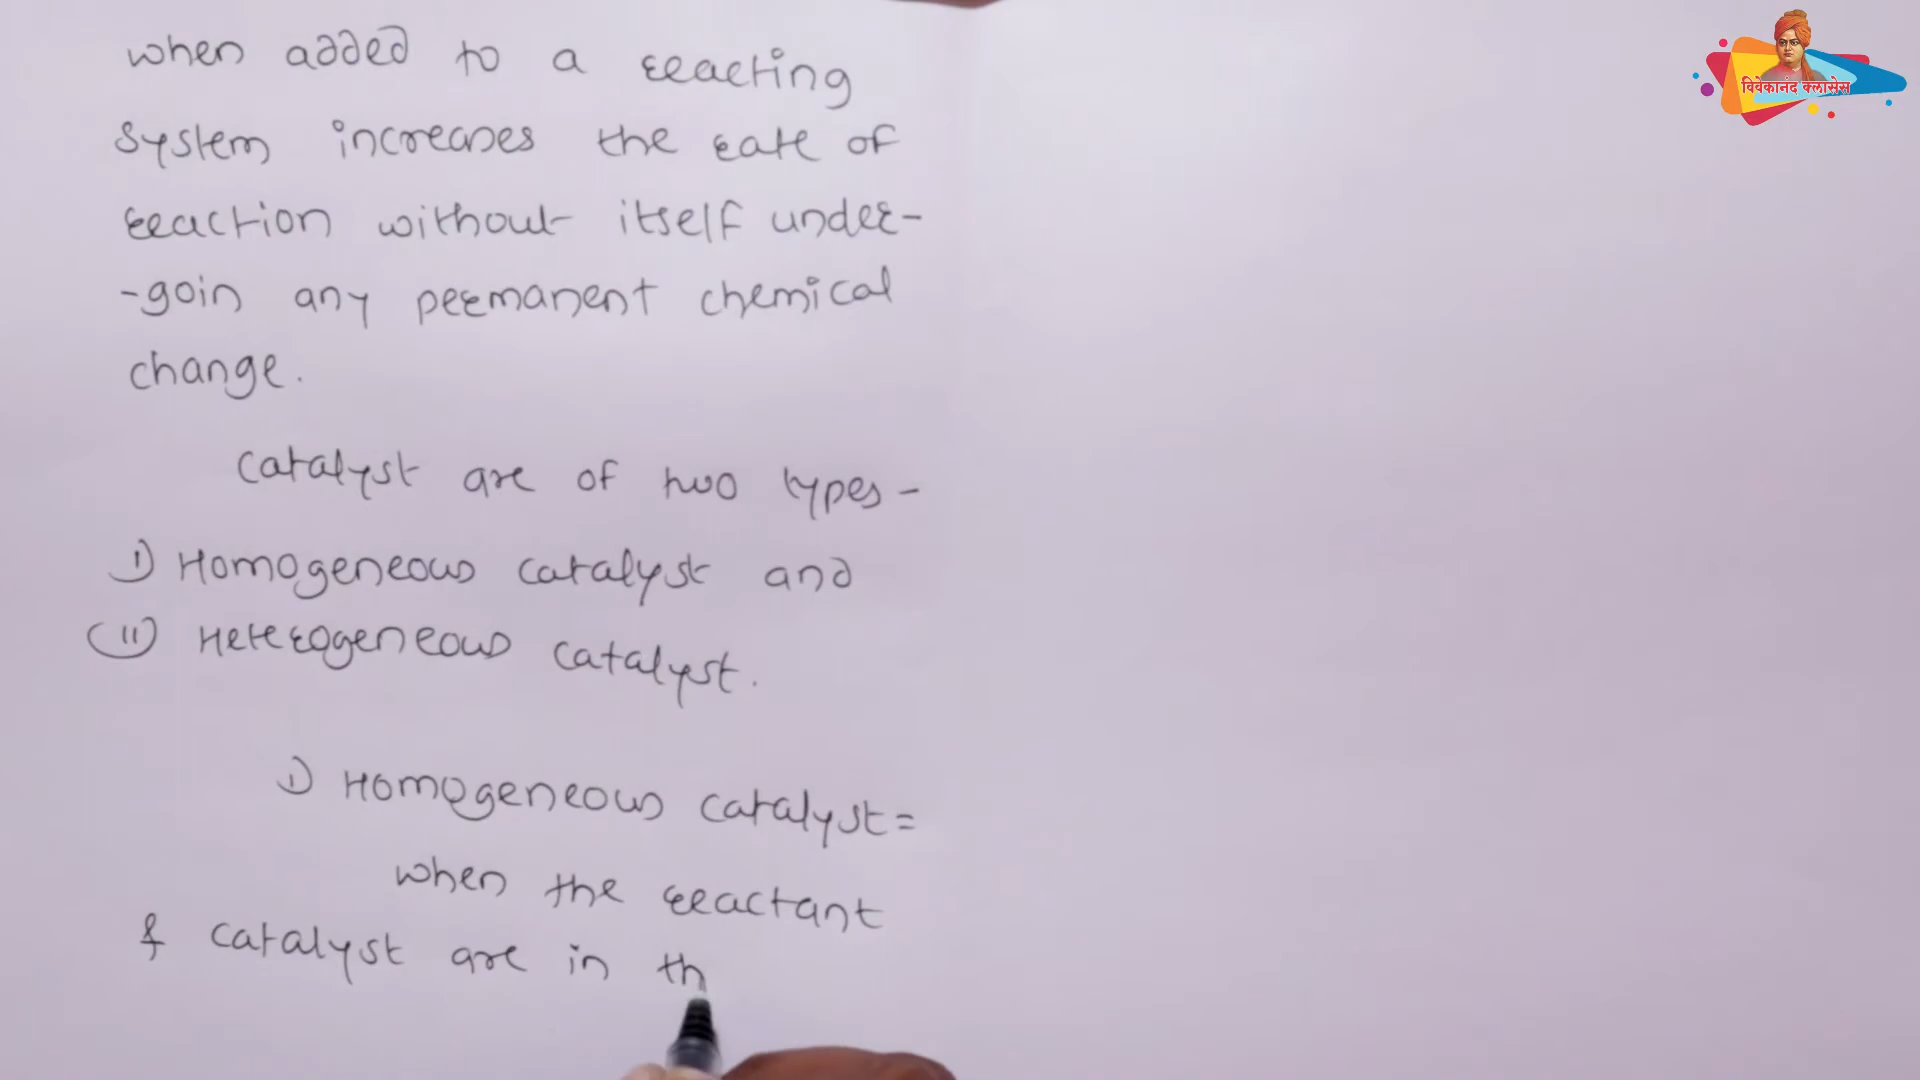 when added to a reacting
system increases the rate of
reaction without itself under-
-goin any permanent chemical
change.
catalyst are of two types -
i) Homogeneous catalyst and
(ii) Heterogeneous catalyst.
i) Homogeneous catalyst =
when the reactant
& catalyst are in th
विवेकानंद क्लासेस